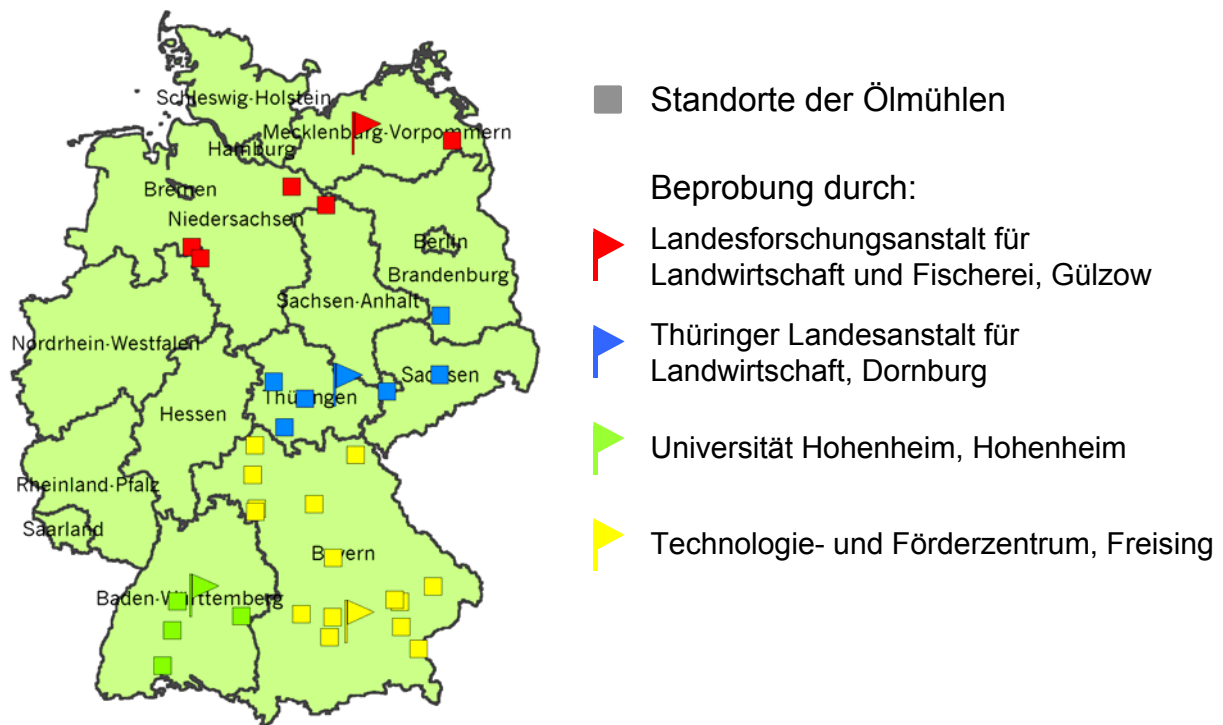 Schleswig-Holstein
Mecklenburg-Vorpommern
Hamburg
Bremen
Niedersachsen
Berlin
Brandenburg
Sachsen-Anhalt
Nordrhein-Westfalen
Sachsen
Thüringen
Hessen
Rheinland-Pfalz
Saarland
Bayern
Baden-Württemberg
Standorte der Ölmühlen
Beprobung durch:
Landesforschungsanstalt für
Landwirtschaft und Fischerei, Gülzow
Thüringer Landesanstalt für
Landwirtschaft, Dornburg
Universität Hohenheim, Hohenheim
Technologie- und Förderzentrum, Freising